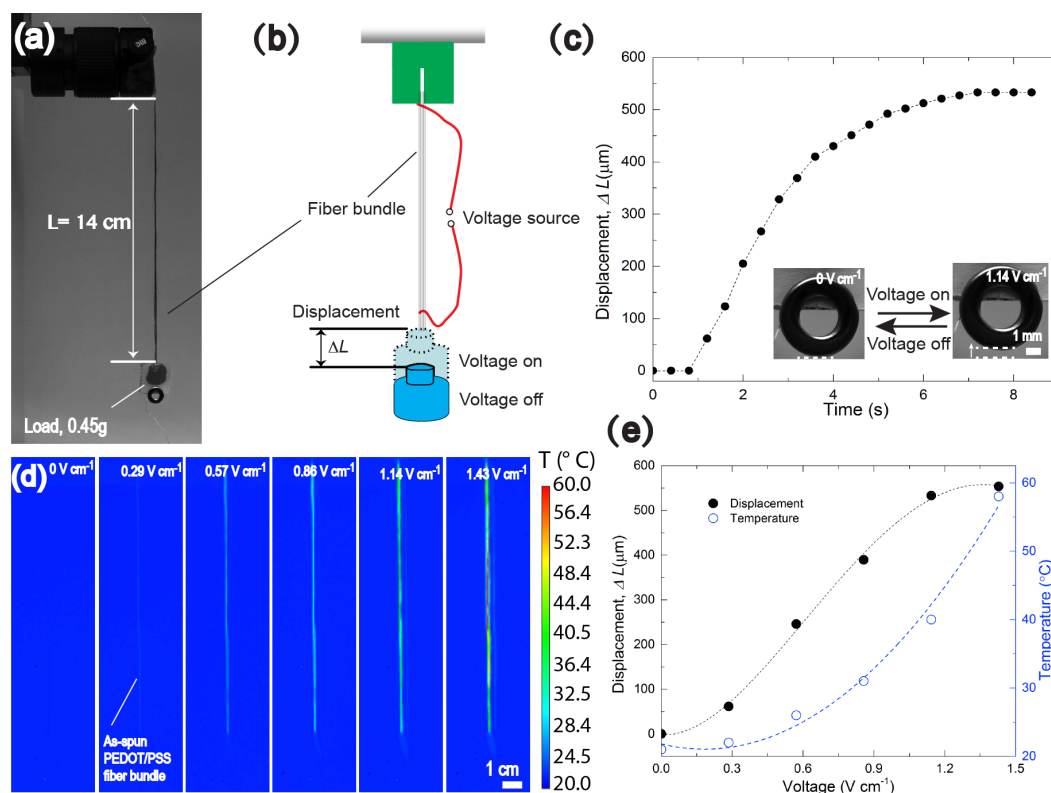 (a)
L= 14 cm
Load, 0.45g
(b)
Fiber bundle
Voltage source
Displacement
ΔL
Voltage on
Voltage off
(c)
Displacement, Δ L(μm)
600
500
400
300
200
100
0
0 V cm-1
Voltage on
Voltage off
1.14 V cm-1
1 mm
0 2 4 6 8
Time (s)
(d)
0 V cm-1
0.29 V cm-1
0.57 V cm-1
0.86 V cm-1
1.14 V cm-1
1.43 V cm-1
As-spun
PEDOT/PSS
fiber bundle
1 cm
T (° C)
60.0
56.4
52.3
48.4
44.4
40.5
36.4
32.5
28.4
24.5
20.0
(e)
Displacement, Δ L(μm)
600
500
400
300
200
100
0
Displacement
Temperature
60
50
40
30
20
Temperature (°C)
0.0 0.3 0.6 0.9 1.2 1.5
Voltage (V cm-1)